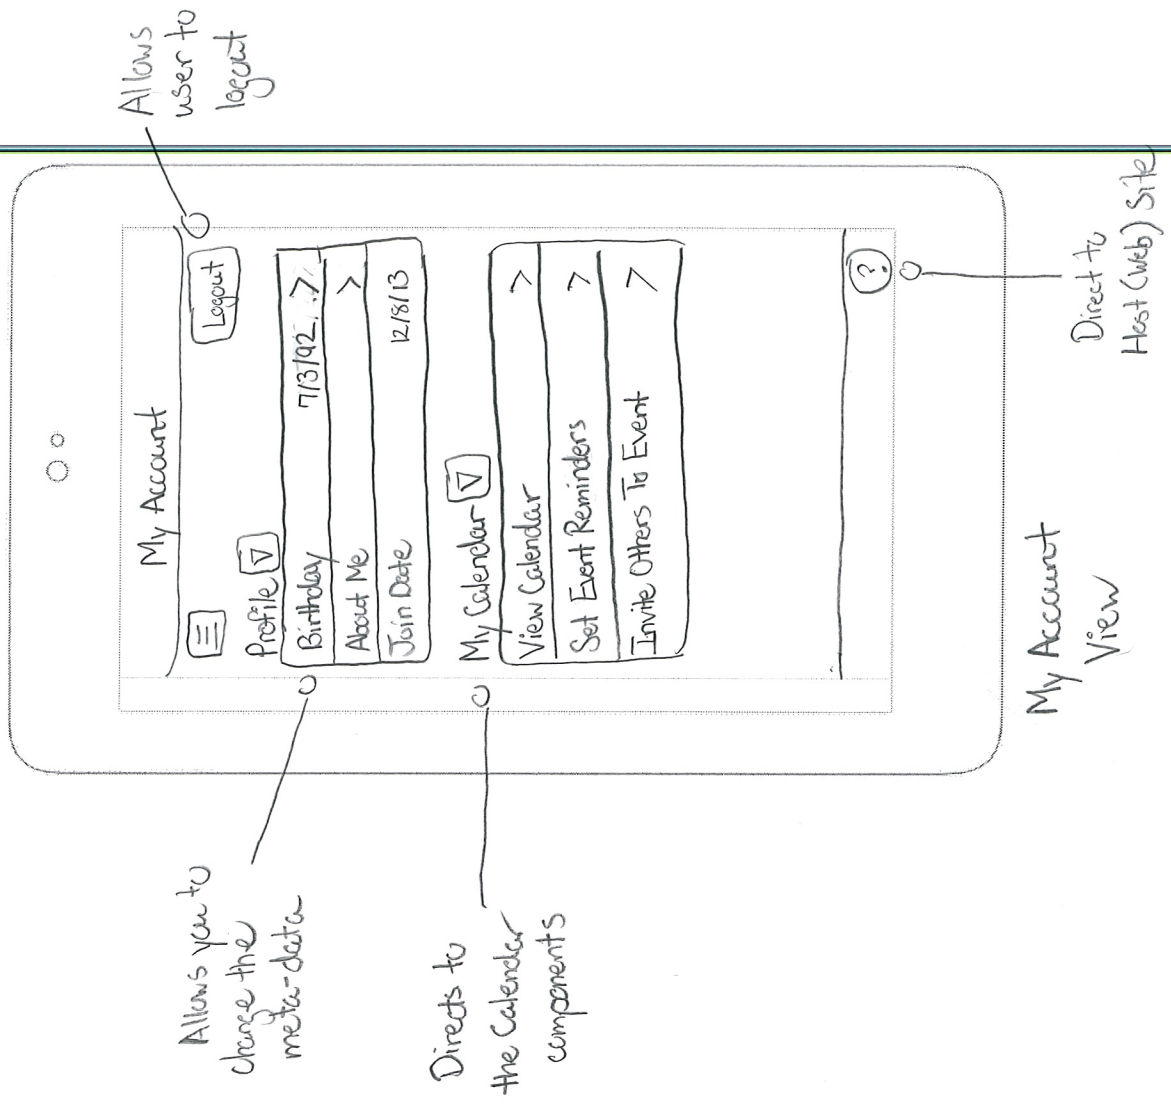 Allows
user to
logout
My Account
Logout
Profile
Birthday 7/3/92 >
About Me >
Join Date 12/8/13
My Calendar
View Calendar >
Set Event Reminders >
Invite Others To Event >
?
Allows you to
change the
meta-data
Directs to
the Calendar
components
Direct to
Host (Web) Site
My Account
View